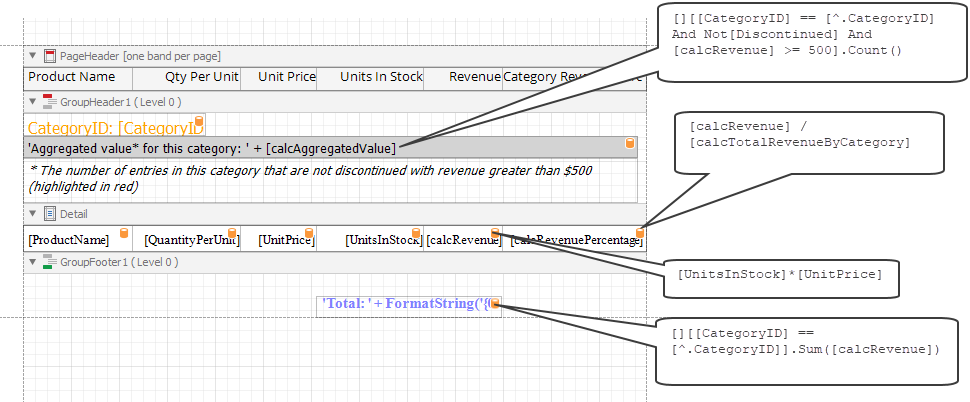 [][[CategoryID] == [^.CategoryID]
And Not[Discontinued] And
[calcRevenue] >= 500].Count()
PageHeader [one band per page]
Product Name Qty Per Unit Unit Price Units In Stock Revenue Category
GroupHeader1 ( Level 0 )
CategoryID: [CategoryID
'Aggregated value* for this category: ' + [calcAggregatedValue]
* The number of entries in this category that are not discontinued with revenue greater than $500
(highlighted in red)
[calcRevenue] /
[calcTotalRevenueByCategory]
Detail
[ProductName] [QuantityPerUnit] [UnitPrice] [UnitsInStock] [calcRevenue] [calcRevenuePercentage]
GroupFooter1 ( Level 0 )
[UnitsInStock]*[UnitPrice]
'Total: ' + FormatString('{
[][[CategoryID] ==
[^.CategoryID]].Sum([calcRevenue])